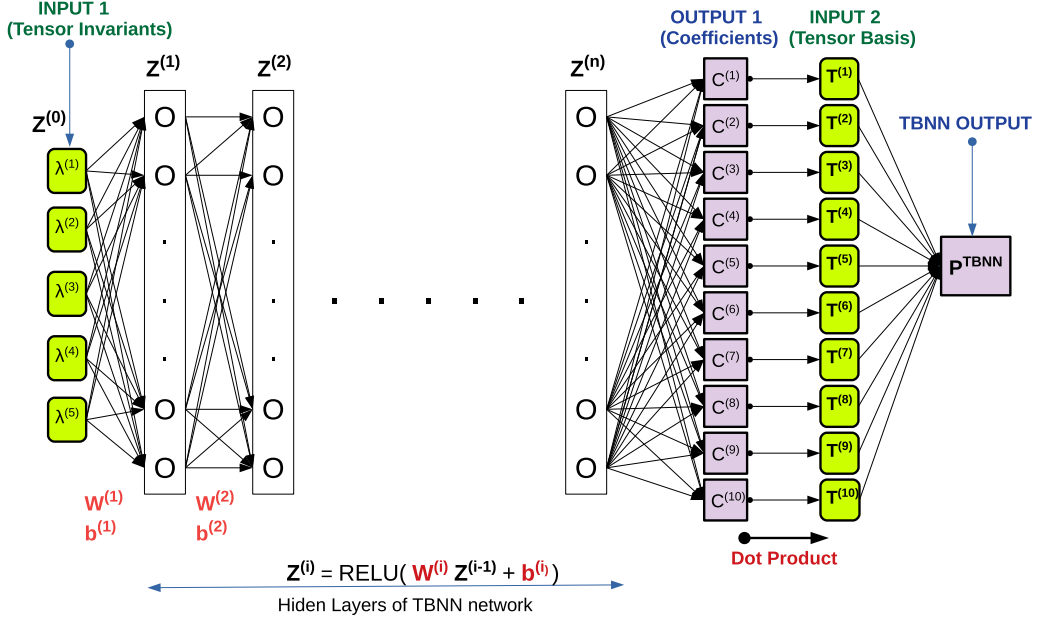 INPUT 1
(Tensor Invariants)
OUTPUT 1
(Coefficients)
INPUT 2
(Tensor Basis)
TBNN OUTPUT
Z(0)
Z(1)
Z(2)
Z(n)
λ(1)
λ(2)
λ(3)
λ(4)
λ(5)
O O O O
O O O O
O O O O
C(1) T(1)
C(2) T(2)
C(3) T(3)
C(4) T(4)
C(5) T(5)
C(6) T(6)
C(7) T(7)
C(8) T(8)
C(9) T(9)
C(10) T(10)
PTBNN
W(1)
b(1)
W(2)
b(2)
Dot Product
Z(i) = RELU( W(i) Z(i-1) + b(i) )
Hiden Layers of TBNN network